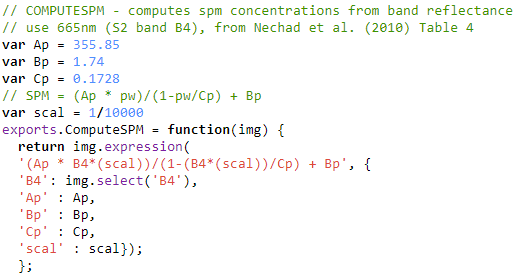 // COMPUTESPM - computes spm concentrations from band reflectance
// use 665nm (S2 band B4), from Nechad et al. (2010) Table 4
var Ap = 355.85
var Bp = 1.74
var Cp = 0.1728
// SPM = (Ap * pw)/(1-pw/Cp) + Bp
var scal = 1/10000
exports.ComputeSPM = function(img) {
  return img.expression(
  '(Ap * B4*(scal))/(1-(B4*(scal))/Cp) + Bp', {
  'B4': img.select('B4'),
  'Ap' : Ap,
  'Bp' : Bp,
  'Cp' : Cp,
  'scal' : scal});
  };